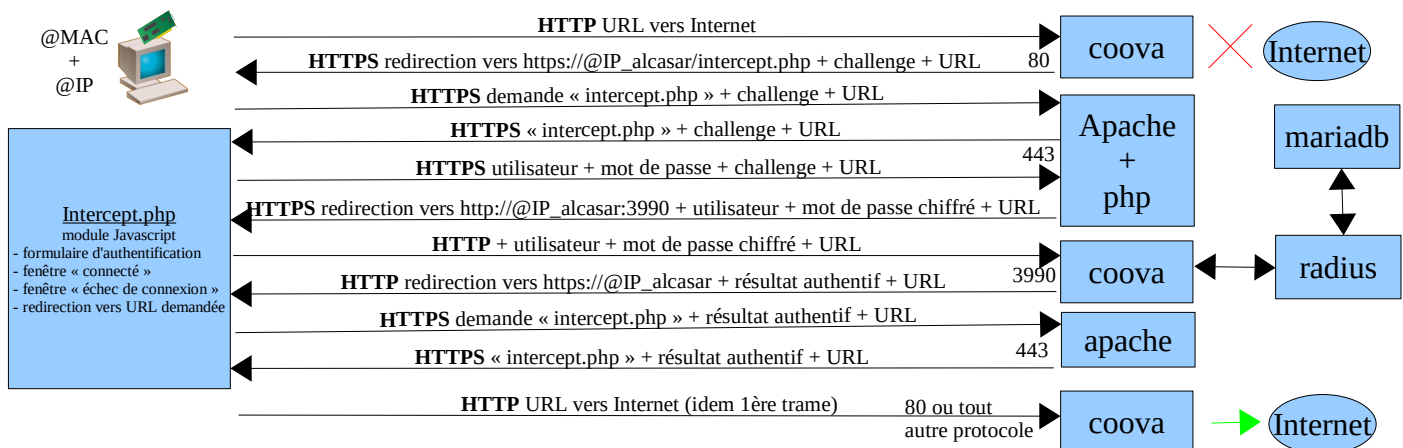 @MAC
+
@IP
HTTP URL vers Internet
coova
Internet
HTTPS redirection vers https://@IP_alcasar/intercept.php + challenge + URL
80
HTTPS demande « intercept.php » + challenge + URL
HTTPS « intercept.php » + challenge + URL
443
Apache
+
php
mariadb
HTTPS utilisateur + mot de passe + challenge + URL
HTTPS redirection vers http://@IP_alcasar:3990 + utilisateur + mot de passe chiffré + URL
Intercept.php
module Javascript
- formulaire d'authentification
- fenêtre « connecté »
- fenêtre « échec de connexion »
- redirection vers URL demandée
HTTP + utilisateur + mot de passe chiffré + URL
coova
radius
HTTP redirection vers https://@IP_alcasar + résultat authentif + URL
3990
HTTPS demande « intercept.php » + résultat authentif + URL
apache
HTTPS « intercept.php » + résultat authentif + URL
443
HTTP URL vers Internet (idem 1ère trame)
80 ou tout
autre protocole
coova
Internet